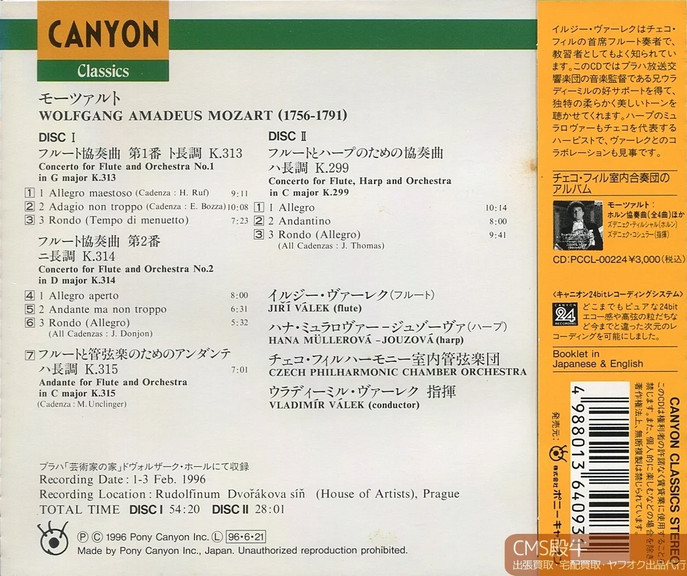 CANYON
Classics
モーツァルト
WOLFGANG AMADEUS MOZART (1756-1791)
DISC I
フルート協奏曲 第1番 ト長調 K.313
Concerto for Flute and Orchestra No.1
in G major K.313
1 1 Allegro maestoso (Cadenza : H. Ruf) 9:11
2 2 Adagio non troppo (Cadenza : E. Bozza) 10:08
3 3 Rondo (Tempo di menuetto) 7:23
フルート協奏曲 第2番
ニ長調 K.314
Concerto for Flute and Orchestra No.2
in D major K.314
4 1 Allegro aperto 8:00
5 2 Andante ma non troppo 6:31
6 3 Rondo (Allegro) 5:32
(All Cadenzas : J. Donjon)
7 フルートと管弦楽のためのアンダンテ
ハ長調 K.315 7:01
Andante for Flute and Orchestra
in C major K.315
(Cadenza : M. Unclinger)
DISC II
フルートとハープのための協奏曲
ハ長調 K.299
Concerto for Flute, Harp and Orchestra
in C major K.299
1 1 Allegro 10:14
2 2 Andantino 8:00
3 3 Rondo (Allegro) 9:41
(All Cadenzas : J. Thomas)
イルジー・ヴァーレク(フルート)
JIŘÍ VÁLEK (flute)
ハナ・ミュラロヴァー−ジュゾーヴァ(ハープ)
HANA MÜLLEROVÁ-JOUZOVÁ (harp)
チェコ・フィルハーモニー室内管弦楽団
CZECH PHILHARMONIC CHAMBER ORCHESTRA
ウラディーミル・ヴァーレク 指揮
VLADIMÍR VÁLEK (conductor)
プラハ「芸術家の家」ドヴォルザーク・ホールにて収録
Recording Date : 1-3 Feb. 1996
Recording Location : Rudolfinum Dvořákova síň (House of Artists), Prague
TOTAL TIME DISC I 54:20 DISC II 28:01
Ⓟ Ⓒ 1996 Pony Canyon Inc. Ⓛ 96・6・21
Made by Pony Canyon Inc., Japan. Unauthorized reproduction prohibited.
イルジー・ヴァーレクはチェコ・
フィルの首席フルート奏者で、
教習者としてもよく知られてい
ます。このCDではプラハ放送交
響楽団の音楽監督である兄ウラ
ディーミルの好サポートを得て、
独特の柔らかく美しいトーンを
聴かせてくれます。ハープのミュ
ラロヴァーもチェコを代表する
ハーピストで、ヴァーレクとのコ
ラボレーションも見事です。
チェコ・フィル室内合奏団の
アルバム
モーツァルト:
ホルン協奏曲(全4曲)ほか
ズデニェク・ティルシャル(ホルン)
ズデニェク・コシュラー(指揮)
CD:PCCL-00224 ¥3,000(税込)
〈キャニオン24bitレコーディングシステム〉
CANYON
24
どこまでもピュアな24bit
エコー感や高弦の粒だちな
ど今までと違った次元のレ
コーディングを可能にしました。
Booklet in
Japanese & English
CANYON CLASSICS STEREO
このCDは権利者の許諾なく賃貸業に使用することを
禁じます。また、個人的に楽しむなどの場合を除き、
著作権法上、無断複製は禁じられています。
4 988013 64093
発売元:
株式会社ポニーキャニオン
CMS殿牛
出張買取・宅配買取・ヤフオク出品代行